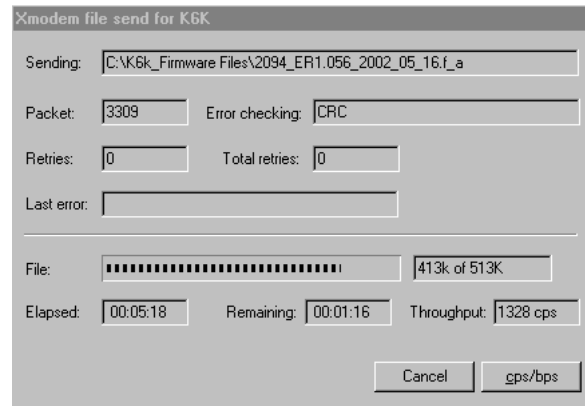 Xmodem file send for K6K
Sending: C:\K6k_Firmware Files\2094_ER1.056_2002_05_16.f_a
Packet: 3309 Error checking: CRC
Retries: 0 Total retries: 0
Last error:
File: 413k of 513K
Elapsed: 00:05:18 Remaining: 00:01:16 Throughput: 1328 cps
Cancel cps/bps